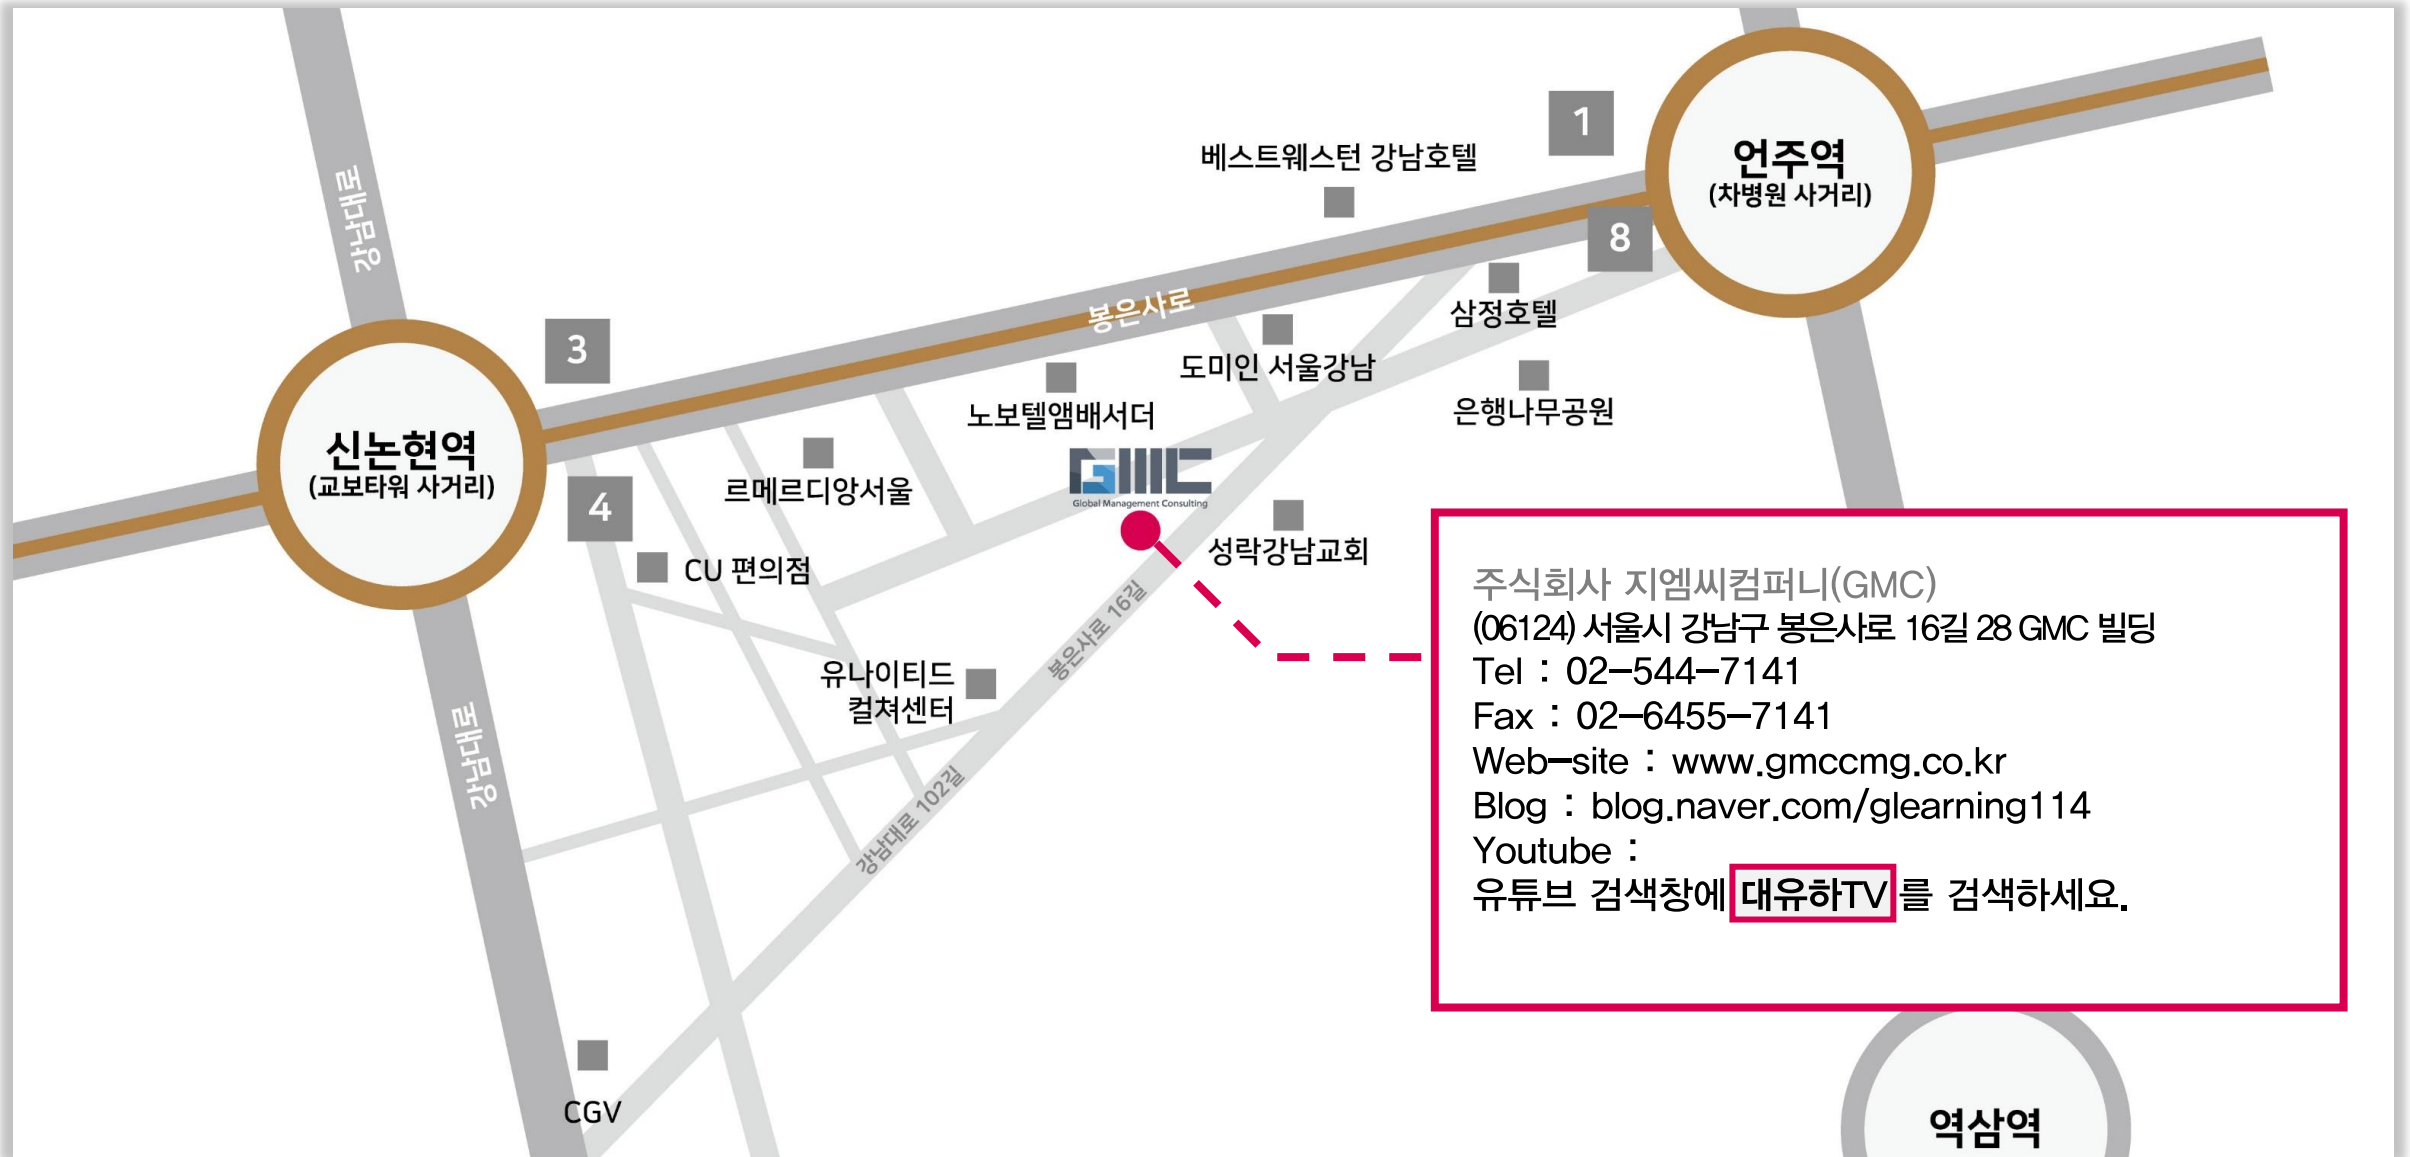 강남대로
베스트웨스턴 강남호텔
1
언주역
(차병원 사거리)
8
봉은사로
삼정호텔
3
도미인 서울강남
노보텔앰배서더
은행나무공원
신논현역
(교보타워 사거리)
르메르디앙서울
GMC
Global Management Consulting
4
성락강남교회
CU 편의점
봉은사로 16길
유나이티드
컬쳐센터
강남대로
강남대로 102길
CGV
주식회사 지엠씨컴퍼니(GMC)
(06124) 서울시 강남구 봉은사로 16길 28 GMC 빌딩
Tel : 02-544-7141
Fax : 02-6455-7141
Web-site : www.gmccmg.co.kr
Blog : blog.naver.com/glearning114
Youtube :
유튜브 검색창에 대유하TV 를 검색하세요.
역삼역